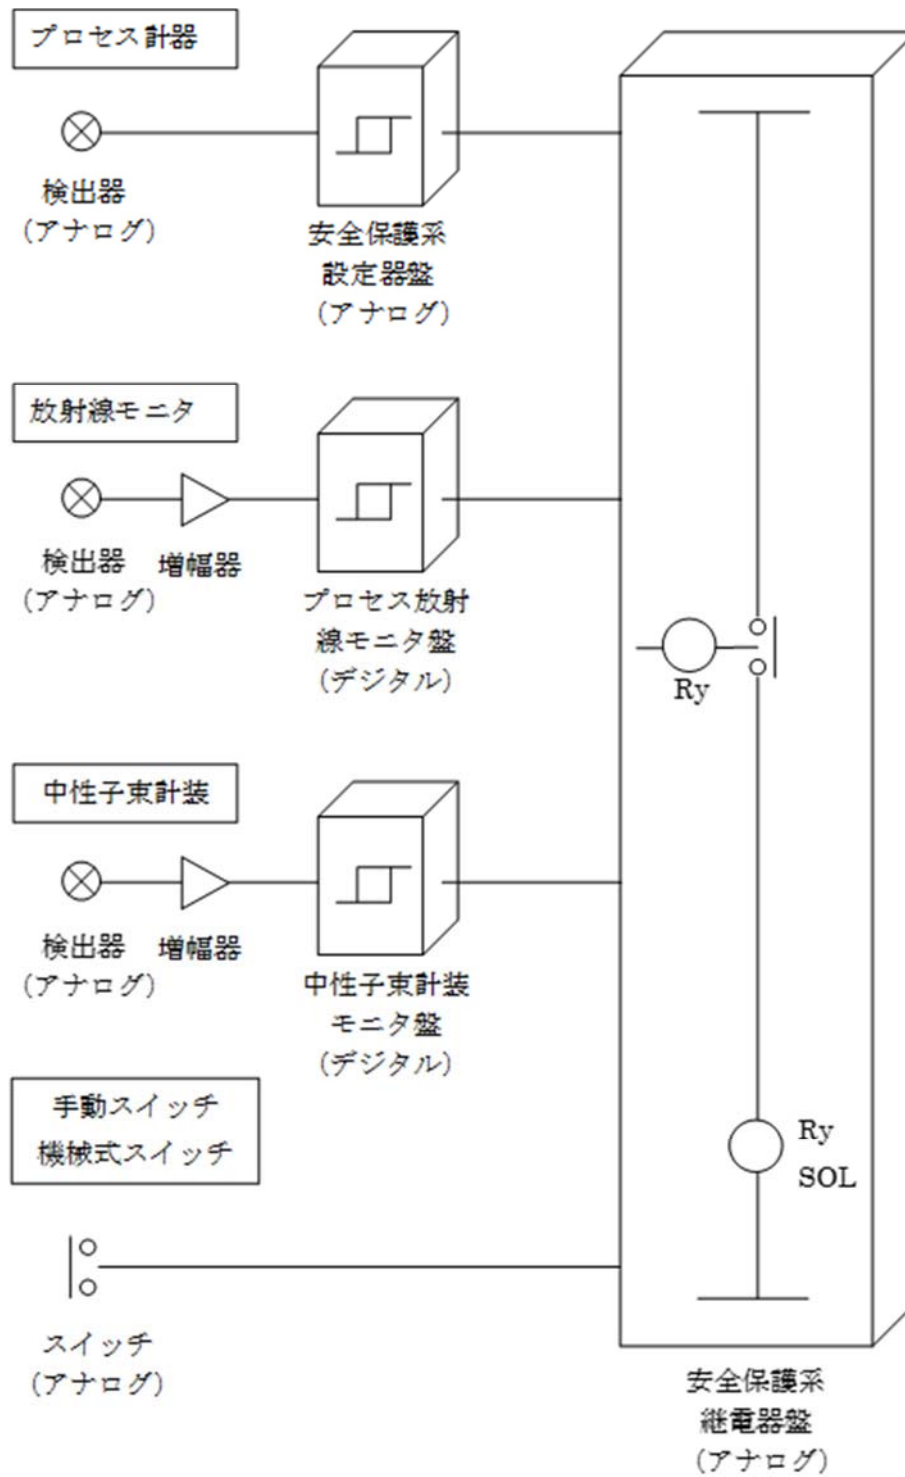 プロセス計器
検出器
(アナログ)
安全保護系
設定器盤
(アナログ)
放射線モニタ
検出器
(アナログ)
増幅器
プロセス放射
線モニタ盤
(デジタル)
中性子束計装
検出器
(アナログ)
増幅器
中性子束計装
モニタ盤
(デジタル)
手動スイッチ
機械式スイッチ
スイッチ
(アナログ)
Ry
Ry
SOL
安全保護系
継電器盤
(アナログ)